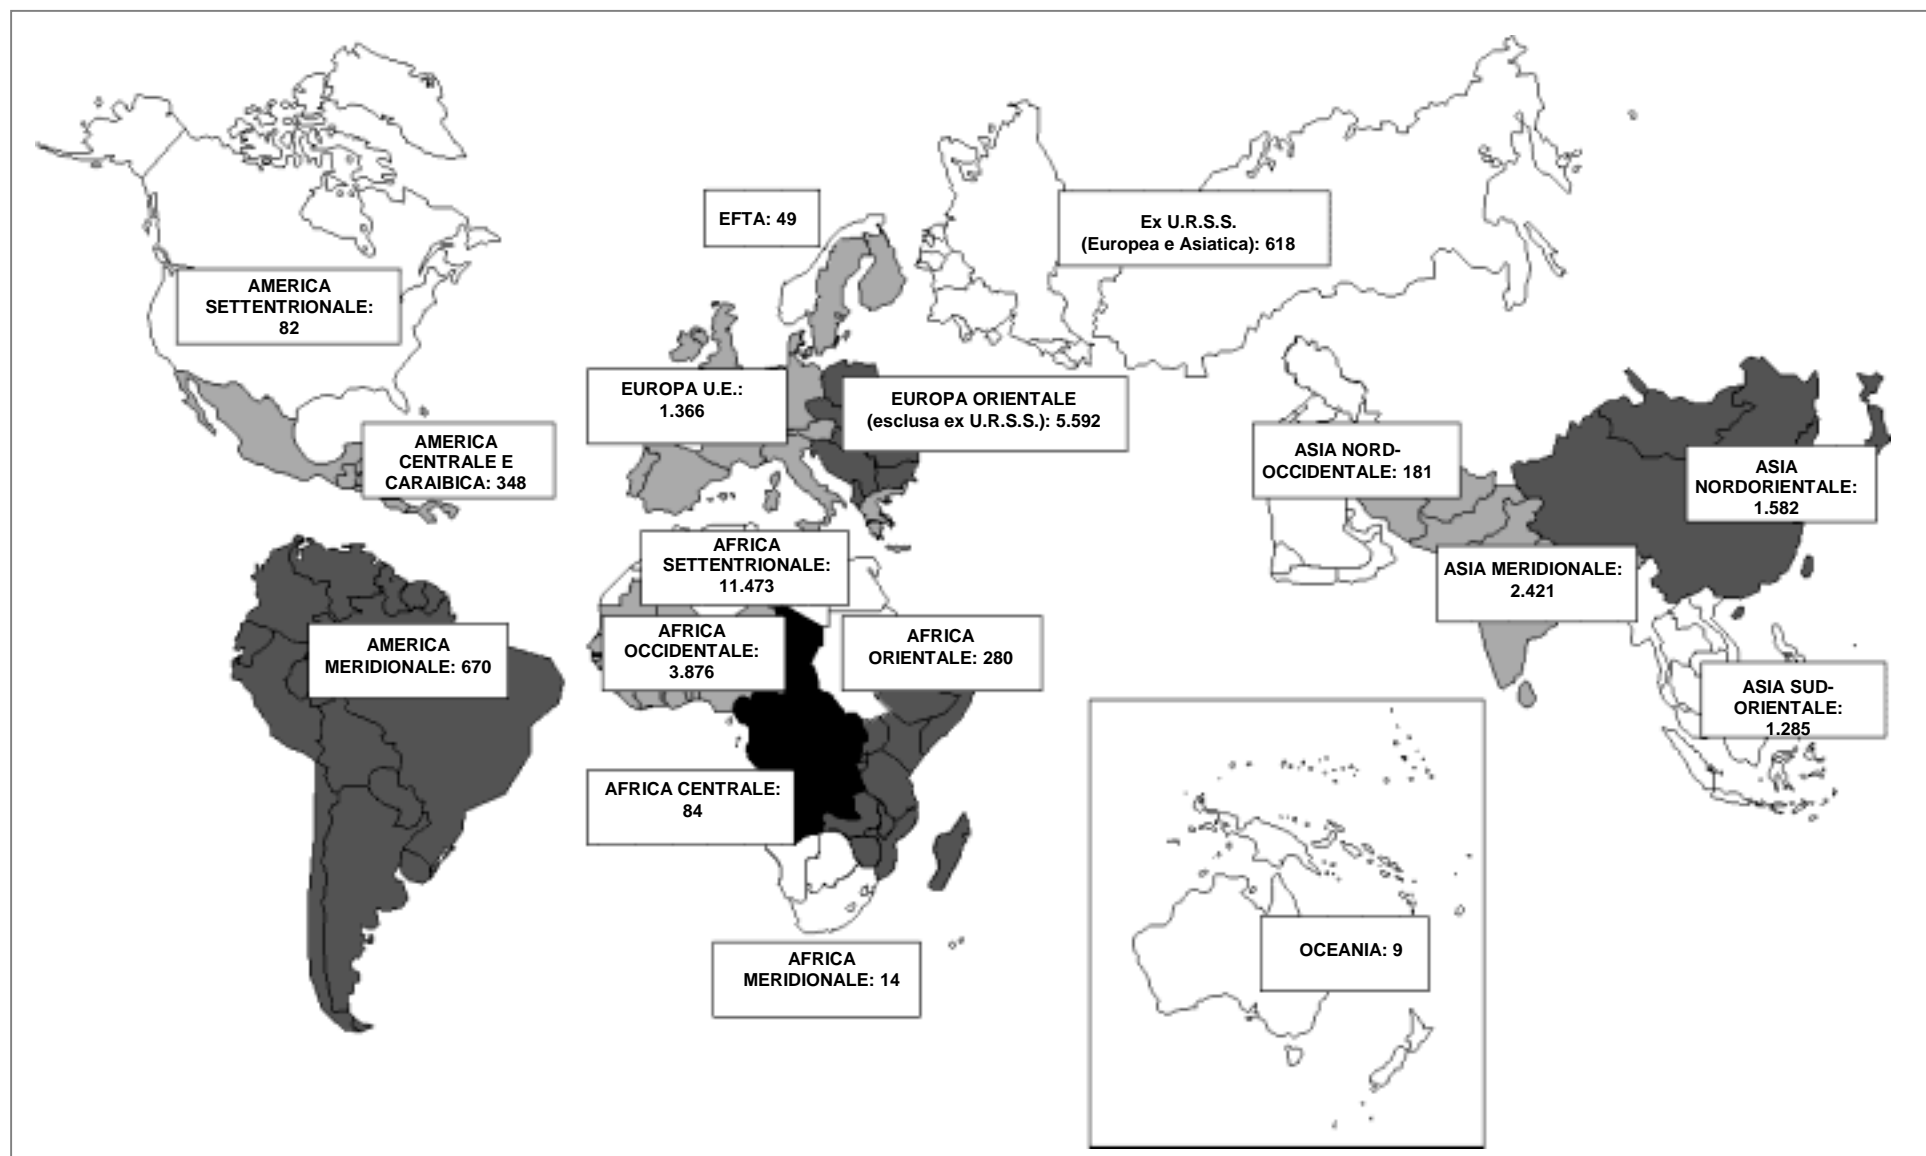 EFTA: 49
Ex U.R.S.S.
(Europea e Asiatica): 618
AMERICA
SETTENTRIONALE:
82
EUROPA U.E.:
1.366
EUROPA ORIENTALE
(esclusa ex U.R.S.S.): 5.592
AMERICA
CENTRALE E
CARAIBICA: 348
ASIA NORD-
OCCIDENTALE: 181
ASIA
NORDORIENTALE:
1.582
AFRICA
SETTENTRIONALE:
11.473
ASIA MERIDIONALE:
2.421
AMERICA
MERIDIONALE: 670
AFRICA
OCCIDENTALE:
3.876
AFRICA
ORIENTALE: 280
ASIA SUD-
ORIENTALE:
1.285
AFRICA CENTRALE:
84
AFRICA
MERIDIONALE: 14
OCEANIA: 9